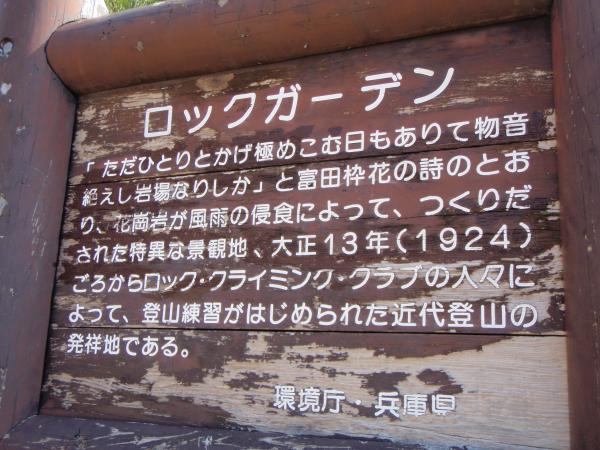 ロックガーデン
「ただひとりとかげ極めこむ日もありて物音
絶えし岩場なりしか」と富田枠花の詩のとお
り、花崗岩が風雨の侵食によって、つくりだ
された特異な景観地、大正13年(1924)
ごろからロック・クライミング・クラブの人々に
よって、登山練習がはじめられた近代登山の
発祥地である。
環境庁・兵庫県